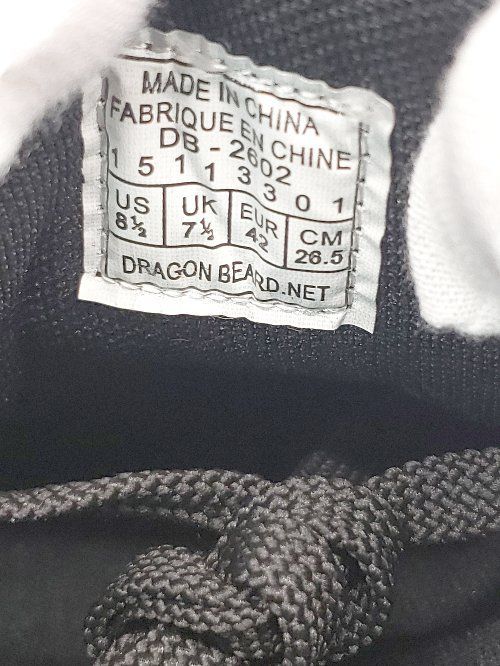 MADE IN CHINA
FABRIQUE EN CHINE
DB - 2602
1 5 1 1 3 3 0 1
US UK EUR CM
8½ 7½ 42 26.5
DRAGON BEARD.NET